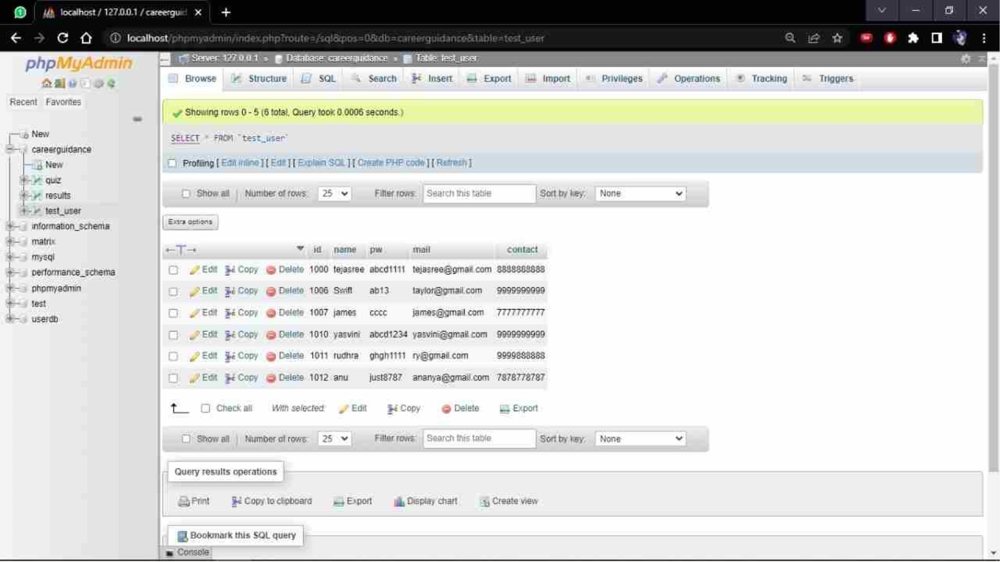 localhost / 127.0.0.1 / careerguid
localhost/phpmyadmin/index.php?route=/sql&pos=0&db=careerguidance&table=test_user
phpMyAdmin
Recent Favorites
New
careerguidance
New
quiz
results
test_user
information_schema
matrix
mysql
performance_schema
phpmyadmin
test
userdb
Server: 127.0.0.1 » Database: careerguidance » Table: test_user
Browse Structure SQL Search Insert Export Import Privileges Operations Tracking Triggers
Showing rows 0 - 5 (6 total, Query took 0.0006 seconds.)
SELECT * FROM `test_user`
Profiling [ Edit inline ] [ Edit ] [ Explain SQL ] [ Create PHP code ] [ Refresh ]
Show all Number of rows: 25 Filter rows: Search this table Sort by key: None
Extra options
←T→ id name pw mail contact
Edit Copy Delete 1000 tejasree abcd1111 tejasree@gmail.com 8888888888
Edit Copy Delete 1006 Swift ab13 taylor@gmail.com 9999999999
Edit Copy Delete 1007 james cccc james@gmail.com 7777777777
Edit Copy Delete 1010 yasvini abcd1234 yasvini@gmail.com 9999999999
Edit Copy Delete 1011 rudhra ghgh1111 ry@gmail.com 9999888888
Edit Copy Delete 1012 anu just8787 ananya@gmail.com 7878778787
Check all With selected: Edit Copy Delete Export
Show all Number of rows: 25 Filter rows: Search this table Sort by key: None
Query results operations
Print Copy to clipboard Export Display chart Create view
Bookmark this SQL query
Console